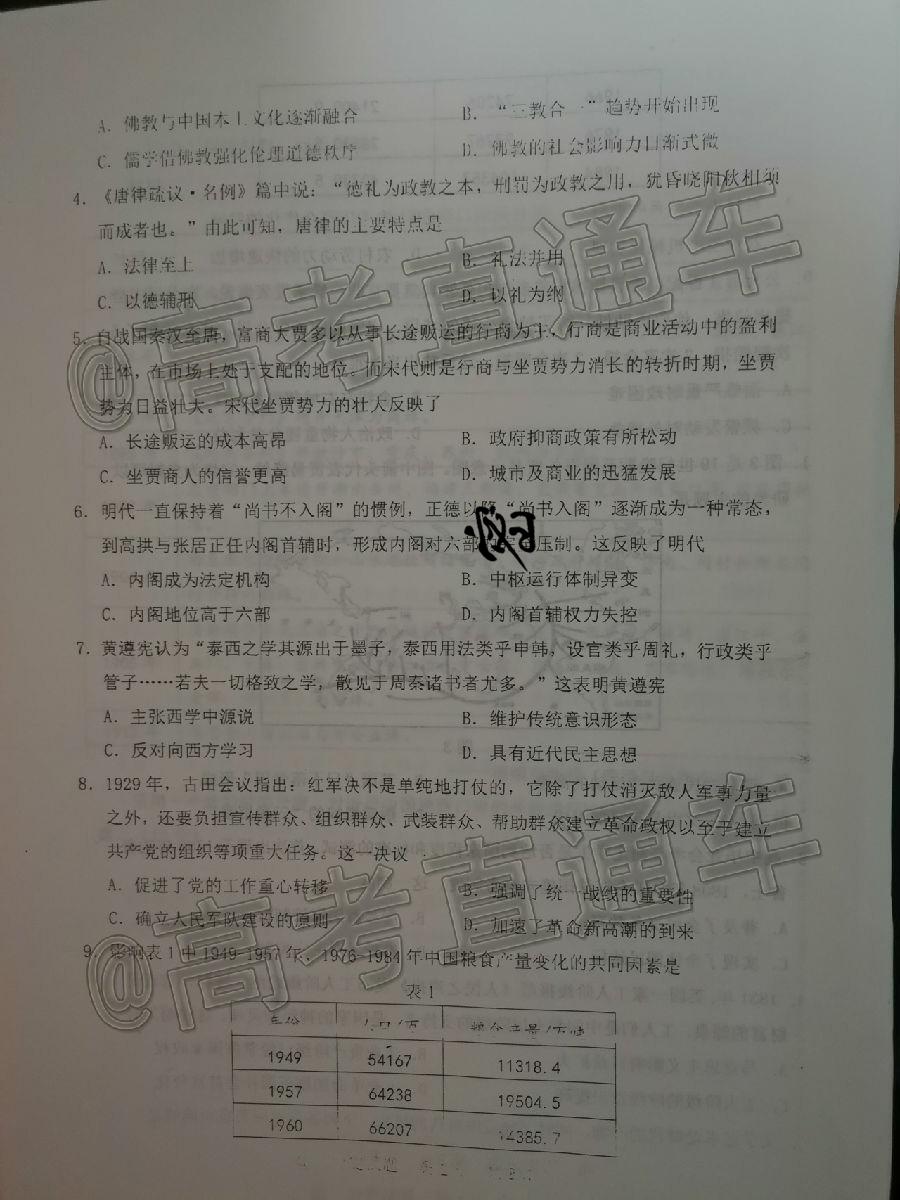 A. 佛教与中国本土文化逐渐融合 B. “三教合一”趋势开始出现
C. 儒学借佛教强化伦理道德秩序 D. 佛教的社会影响力日渐式微
4. 《唐律疏议·名例》篇中说：“德礼为政教之本，刑罚为政教之用，犹昏晓阳秋相须
而成者也。”由此可知，唐律的主要特点是
A. 法律至上 B. 礼法并用
C. 以德辅刑 D. 以礼为纲
5. 自战国秦汉至唐，富商大贾多以从事长途贩运的行商为主，行商是商业活动中的盈利
主体，在市场上处于支配的地位。而宋代则是行商与坐贾势力消长的转折时期，坐贾
势力日益壮大。宋代坐贾势力的壮大反映了
A. 长途贩运的成本高昂 B. 政府抑商政策有所松动
C. 坐贾商人的信誉更高 D. 城市及商业的迅猛发展
6. 明代一直保持着“尚书不入阁”的惯例，正德以降“尚书入阁”逐渐成为一种常态，
到高拱与张居正任内阁首辅时，形成内阁对六部 压制。这反映了明代
A. 内阁成为法定机构 B. 中枢运行体制异变
C. 内阁地位高于六部 D. 内阁首辅权力失控
7. 黄遵宪认为“泰西之学其源出于墨子，泰西用法类乎申韩，设官类乎周礼，行政类乎
管子……若夫一切格致之学，散见于周秦诸书者尤多。”这表明黄遵宪
A. 主张西学中源说 B. 维护传统意识形态
C. 反对向西方学习 D. 具有近代民主思想
8. 1929年，古田会议指出：红军决不是单纯地打仗的，它除了打仗消灭敌人军事力量
之外，还要负担宣传群众、组织群众、武装群众、帮助群众建立革命政权以至于建立
共产党的组织等项重大任务。这一决议
A. 促进了党的工作重心转移 B. 强调了统一战线的重要性
C. 确立人民军队建设的原则 D. 加速了革命新高潮的到来
9. 影响表1中1949-1957年、1976-1984年中国粮食产量变化的共同因素是
表1
年份 人口/万 粮食产量/万吨
1949 54167 11318.4
1957 64238 19504.5
1960 66207 14385.7
@高考直通车
@高考直通车